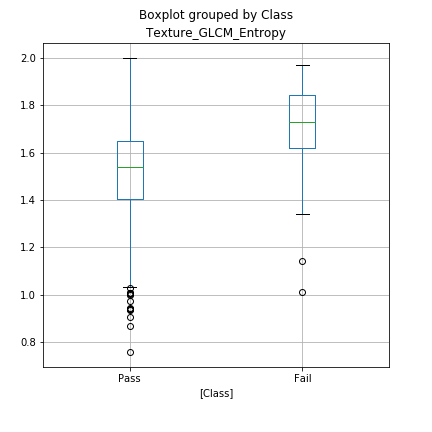 Boxplot grouped by Class
Texture_GLCM_Entropy
2.0
1.8
1.6
1.4
1.2
1.0
0.8
Pass
Fail
[Class]